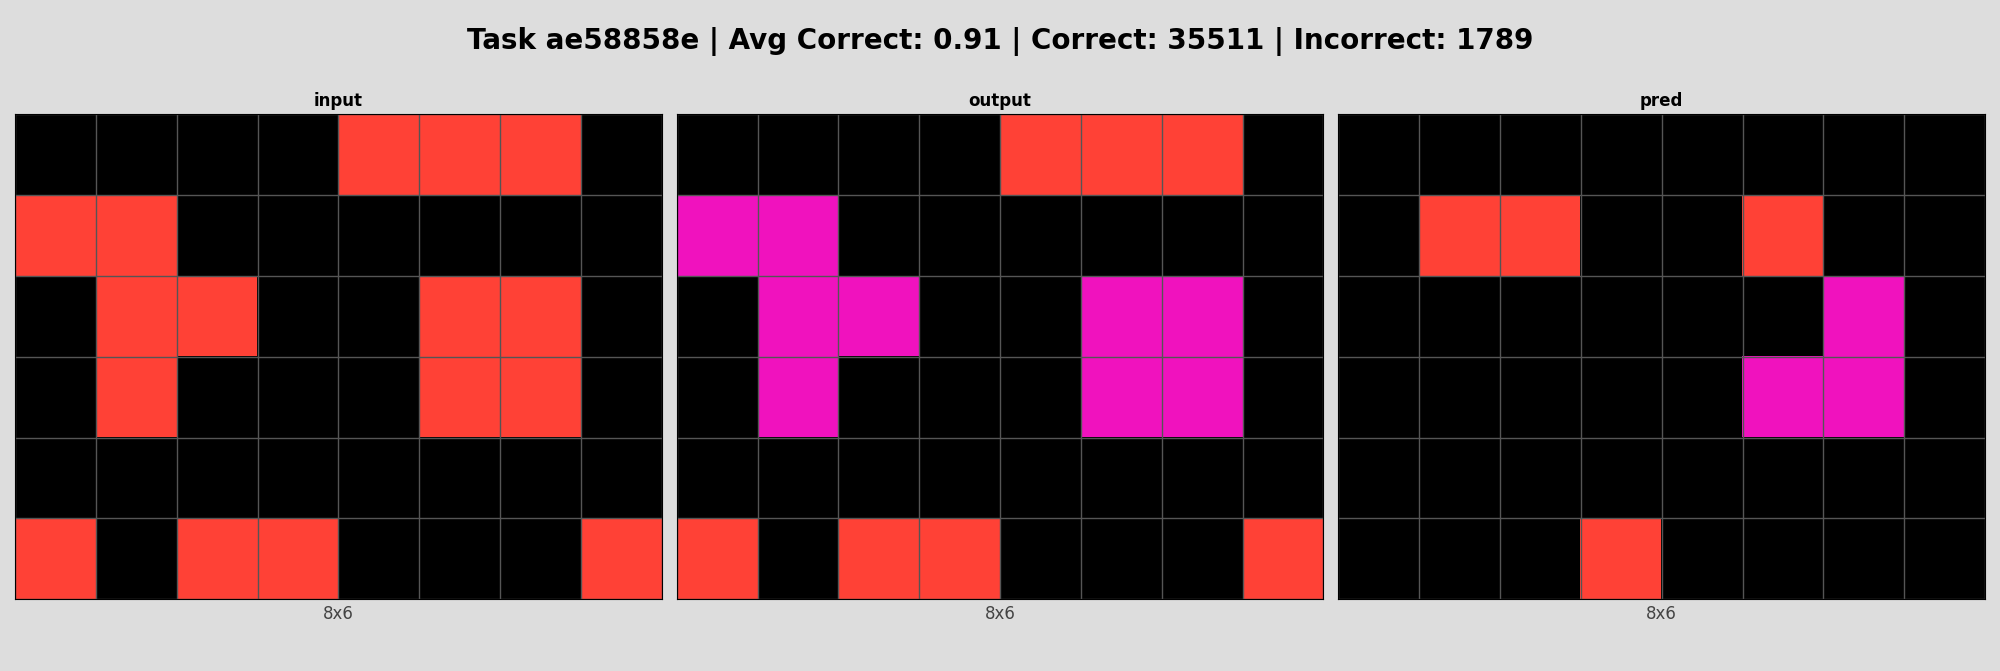 Task ae58858e | Avg Correct: 0.91 | Correct: 35511 | Incorrect: 1789
input
output
pred
8x6
8x6
8x6